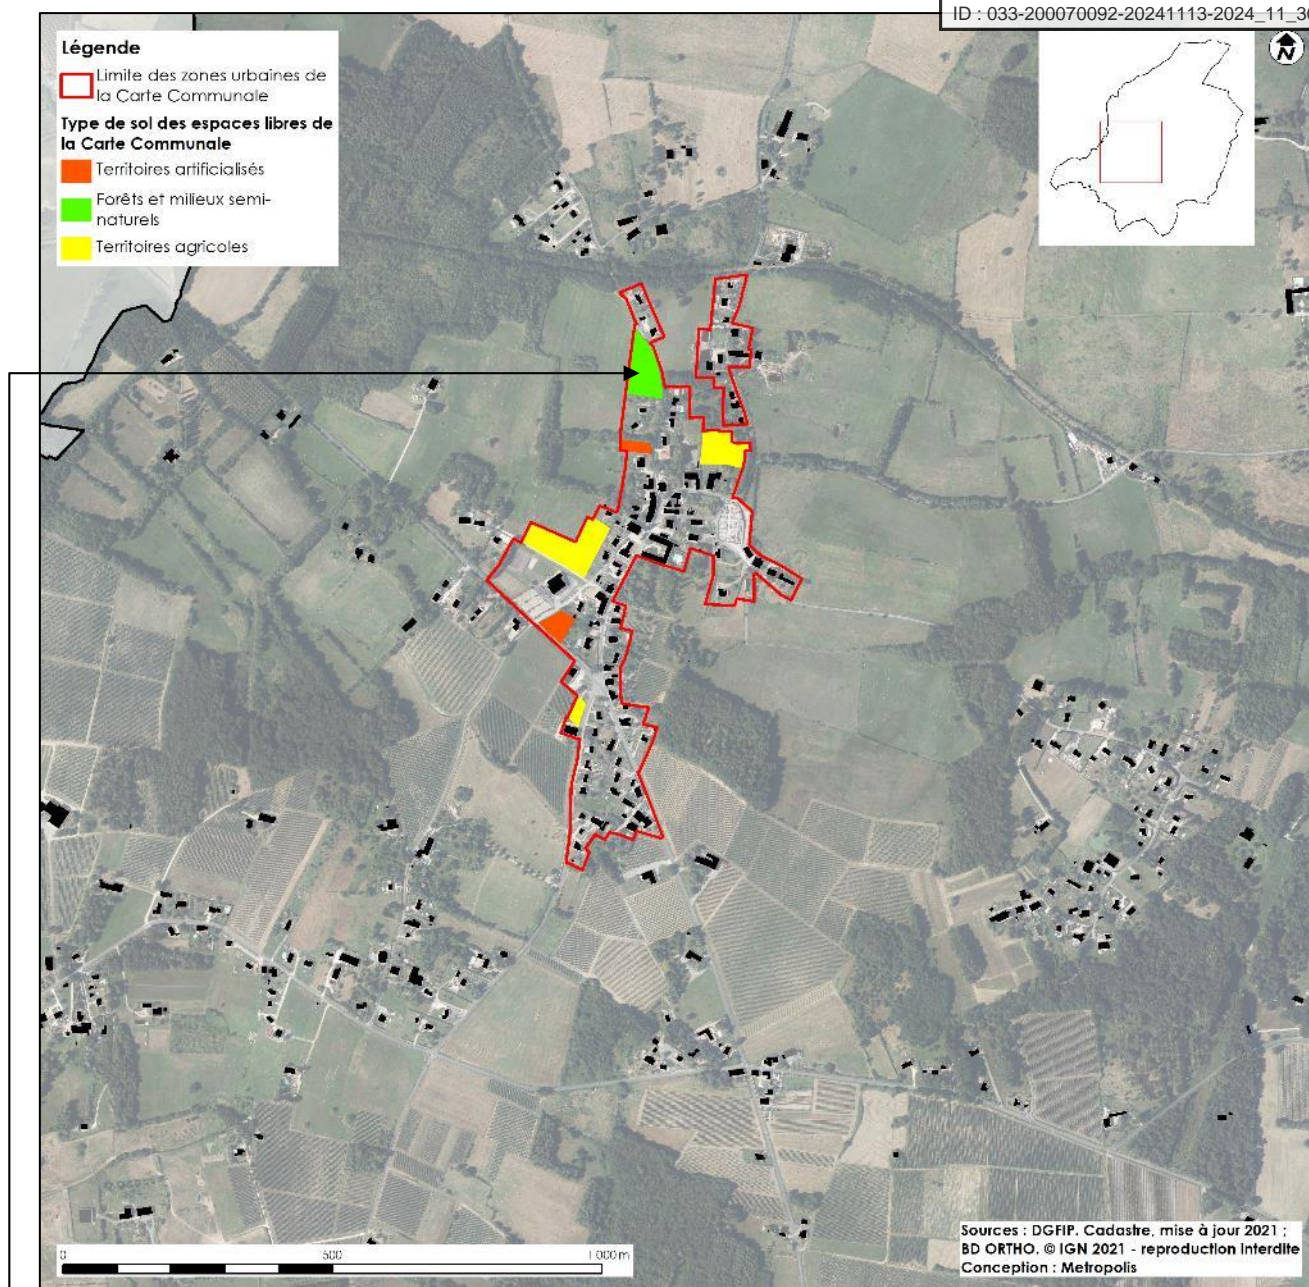 ID : 033-200070092-20241113-2024_11_30
Légende
Limite des zones urbaines de
la Carte Communale
Type de sol des espaces libres de
la Carte Communale
Territoires artificialisés
Forêts et milieux semi-
naturels
Territoires agricoles
N
0 500 1 000 m
Sources : DGFIP. Cadastre, mise à jour 2021 ;
BD ORTHO. © IGN 2021 - reproduction interdite
Conception : Metropolis